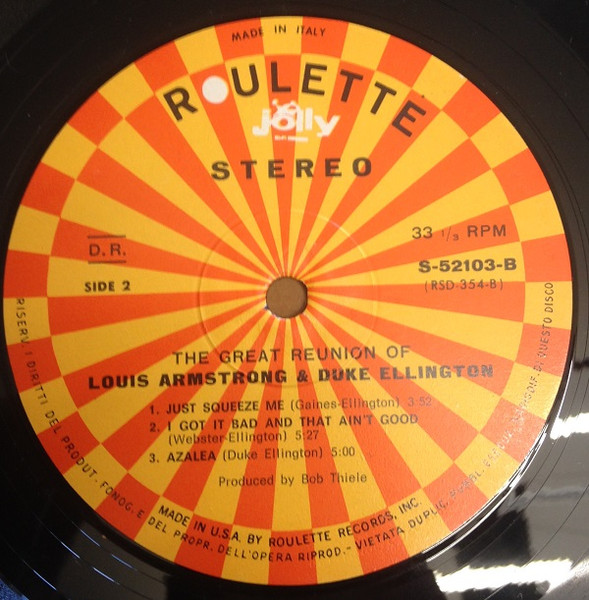 MADE IN ITALY
ROULETTE
jolly
STEREO
33 1/3 RPM
D. R.
S-52103-B
SIDE 2
(RSD-354-B)
THE GREAT REUNION OF
LOUIS ARMSTRONG & DUKE ELLINGTON
1. JUST SQUEEZE ME (Gaines-Ellington) 3:52
2. I GOT IT BAD AND THAT AIN'T GOOD
(Webster-Ellington) 5:27
3. AZALEA (Duke Ellington) 5:00
Produced by Bob Thiele
MADE IN U.S.A. BY ROULETTE RECORDS, INC.
RISERV. I DIRITTI DEL PRODUT. FONOG. E DEL PROPR. DELL'OPERA RIPROD.- VIETATA DUPLIC. DI QUESTO DISCO